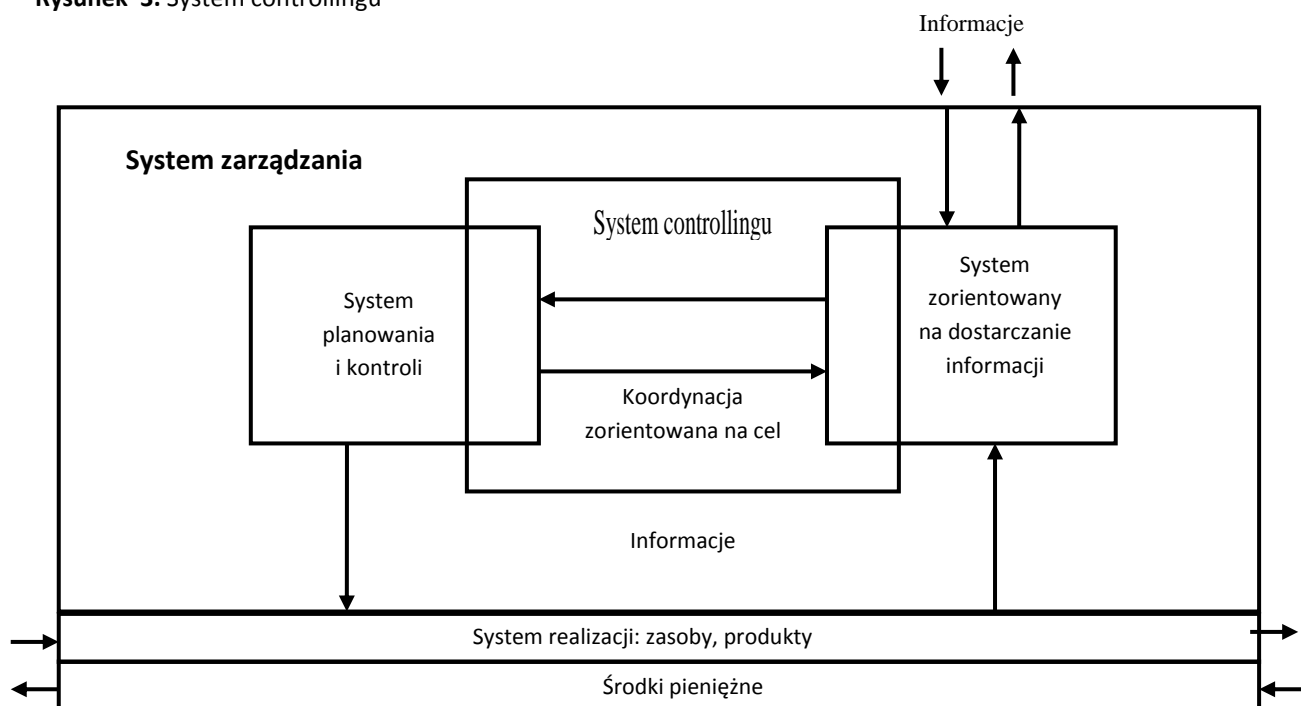 Rysunek 3. System controllingu
Informacje
System zarządzania
System controllingu
System
planowania
i kontroli
System
zorientowany
na dostarczanie
informacji
Koordynacja
zorientowana na cel
Informacje
System realizacji: zasoby, produkty
Środki pieniężne